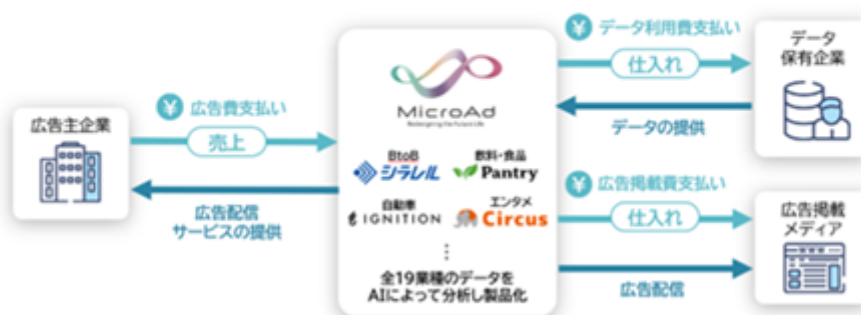 広告主企業
¥ 広告費支払い
売上
広告配信
サービスの提供
MicroAd
Redesigning the Future Life
BtoB
シラレル
飲料・食品
Pantry
自動車
IGNITION
エンタメ
Circus
⋮
全19業種のデータを
AIによって分析し製品化
¥ データ利用費支払い
仕入れ
データの提供
データ
保有企業
¥ 広告掲載費支払い
仕入れ
広告配信
広告掲載
メディア